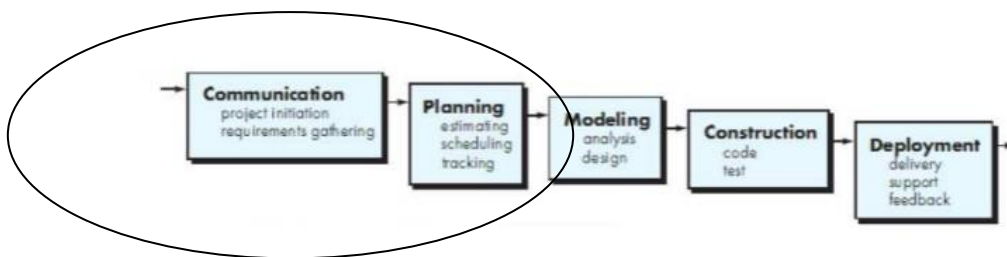 Communication
project initiation
requirements gathering
Planning
estimating
scheduling
tracking
Modeling
analysis
design
Construction
code
test
Deployment
delivery
support
feedback